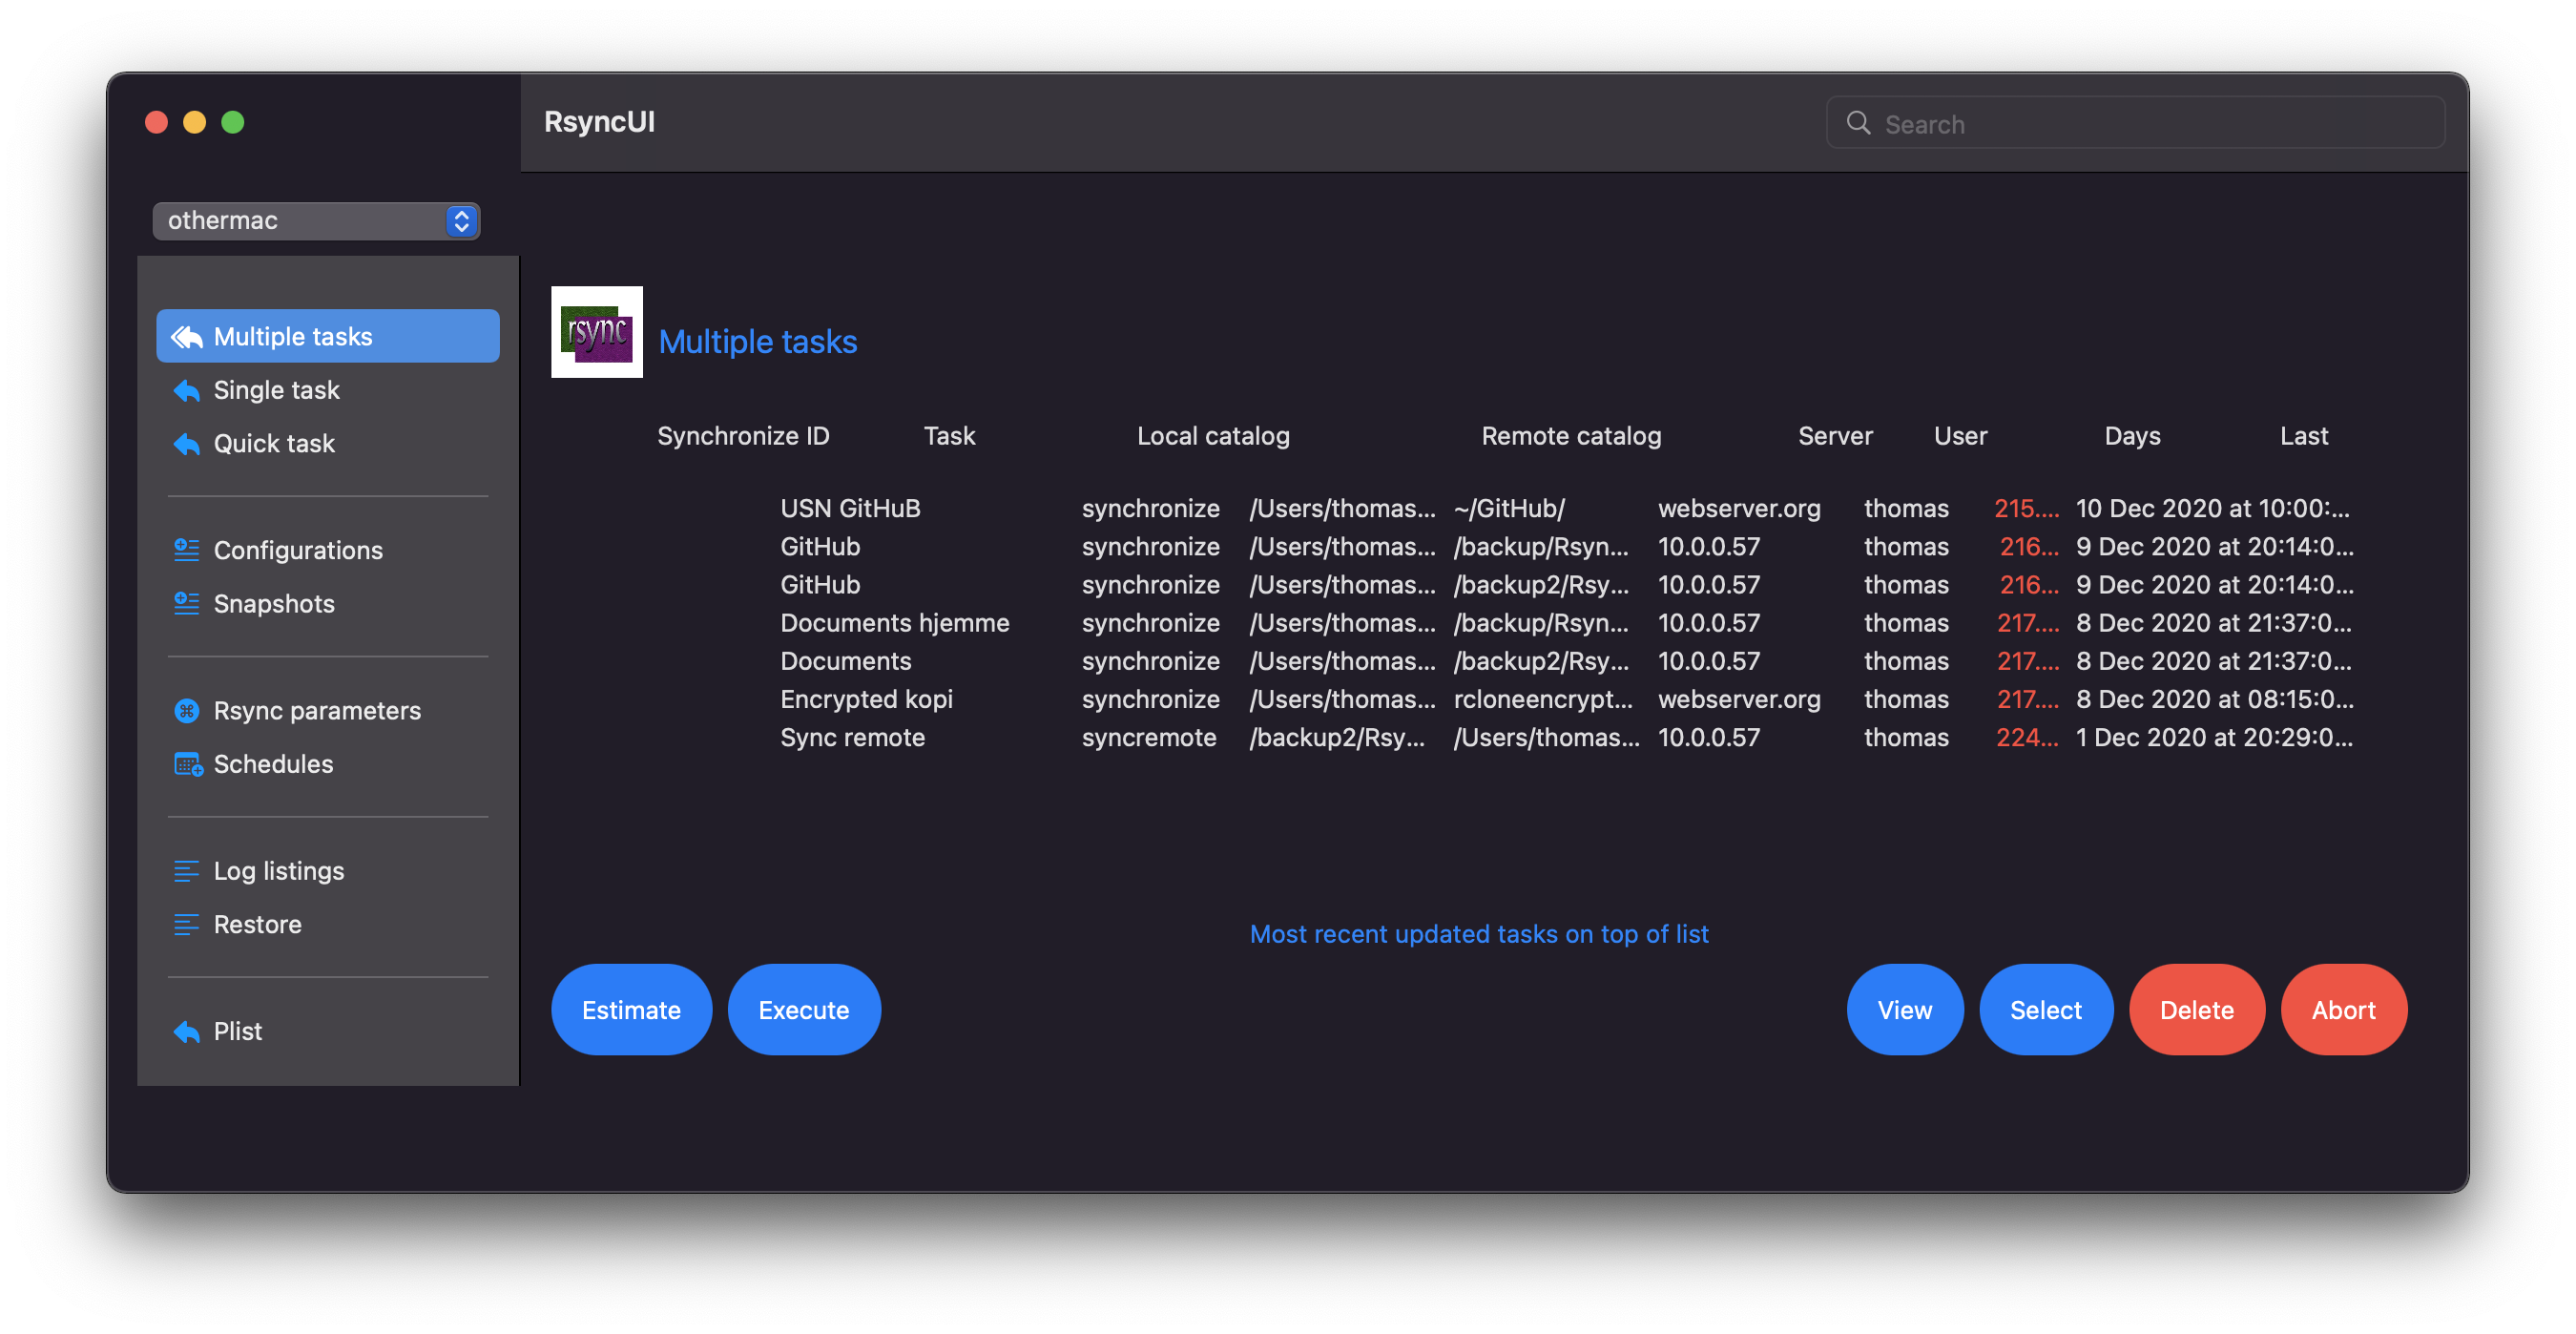 RsyncUI
Search
othermac
Multiple tasks
Single task
Quick task
Configurations
Snapshots
Rsync parameters
Schedules
Log listings
Restore
Plist
rsync
Multiple tasks
Synchronize ID Task Local catalog Remote catalog Server User Days Last
USN GitHuB synchronize /Users/thomas... ~/GitHub/ webserver.org thomas 215.... 10 Dec 2020 at 10:00:...
GitHub synchronize /Users/thomas... /backup/Rsyn... 10.0.0.57 thomas 216... 9 Dec 2020 at 20:14:0...
GitHub synchronize /Users/thomas... /backup2/Rsy... 10.0.0.57 thomas 216... 9 Dec 2020 at 20:14:0...
Documents hjemme synchronize /Users/thomas... /backup/Rsyn... 10.0.0.57 thomas 217.... 8 Dec 2020 at 21:37:0...
Documents synchronize /Users/thomas... /backup2/Rsy... 10.0.0.57 thomas 217.... 8 Dec 2020 at 21:37:0...
Encrypted kopi synchronize /Users/thomas... rcloneencrypt... webserver.org thomas 217.... 8 Dec 2020 at 08:15:0...
Sync remote syncremote /backup2/Rsy... /Users/thomas... 10.0.0.57 thomas 224... 1 Dec 2020 at 20:29:0...
Most recent updated tasks on top of list
Estimate Execute View Select Delete Abort